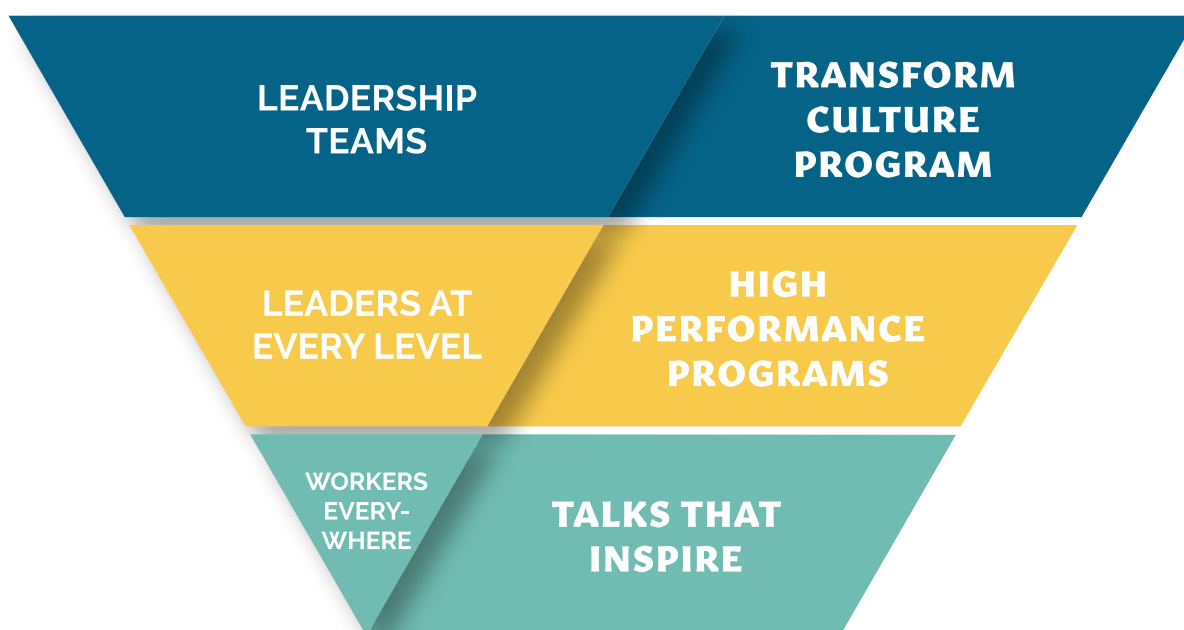 LEADERSHIP
TEAMS
TRANSFORM
CULTURE
PROGRAM
LEADERS AT
EVERY LEVEL
HIGH
PERFORMANCE
PROGRAMS
WORKERS
EVERY-
WHERE
TALKS THAT
INSPIRE